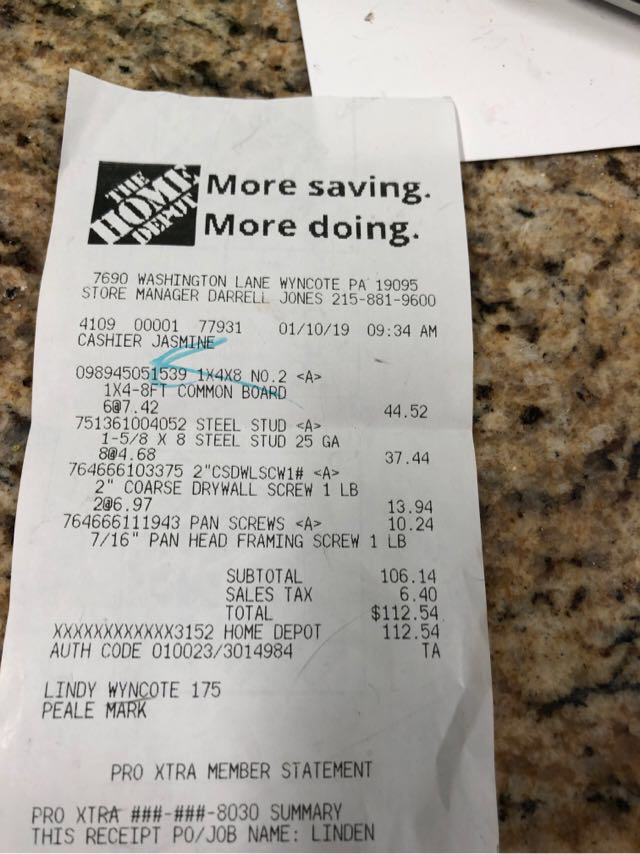 THE
HOME
DEPOT
More saving.
More doing.
7690 WASHINGTON LANE WYNCOTE PA 19095
STORE MANAGER DARRELL JONES 215-881-9600
4109 00001 77931 01/10/19 09:34 AM
CASHIER JASMINE
098945051539 1X4X8 NO.2 <A>
1X4-8FT COMMON BOARD
6@7.42 44.52
751361004052 STEEL STUD <A>
1-5/8 X 8 STEEL STUD 25 GA
8@4.68 37.44
764666103375 2"CSDWLSCW1# <A>
2" COARSE DRYWALL SCREW 1 LB
2@6.97 13.94
764666111943 PAN SCREWS <A> 10.24
7/16" PAN HEAD FRAMING SCREW 1 LB
SUBTOTAL 106.14
SALES TAX 6.40
TOTAL $112.54
XXXXXXXXXXXX3152 HOME DEPOT 112.54
AUTH CODE 010023/3014984 TA
LINDY WYNCOTE 175
PEALE MARK
PRO XTRA MEMBER STATEMENT
PRO XTRA ###-###-8030 SUMMARY
THIS RECEIPT PO/JOB NAME: LINDEN